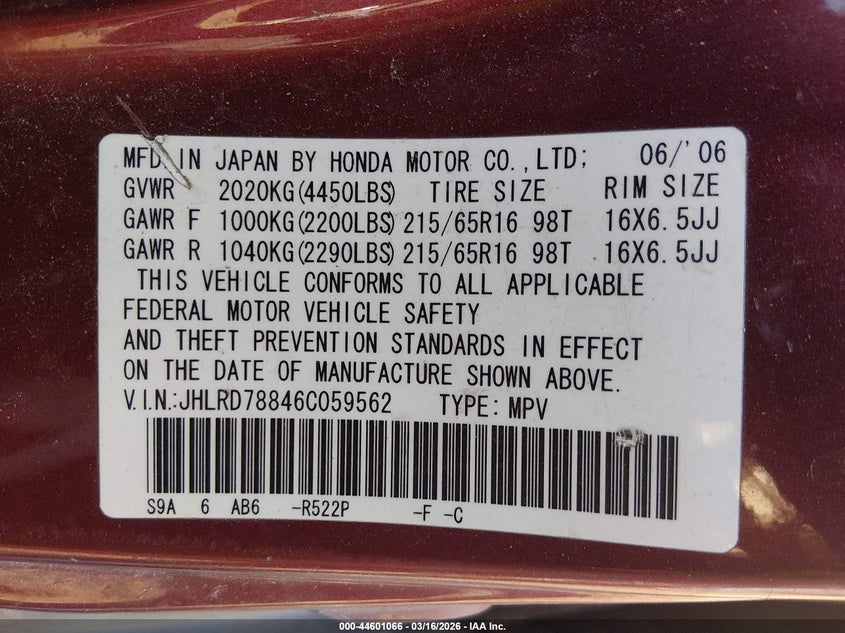 MFD. IN JAPAN BY HONDA MOTOR CO.,LTD; 06/'06
GVWR 2020KG(4450LBS) TIRE SIZE RIM SIZE
GAWR F 1000KG(2200LBS) 215/65R16 98T 16X6.5JJ
GAWR R 1040KG(2290LBS) 215/65R16 98T 16X6.5JJ
THIS VEHICLE CONFORMS TO ALL APPLICABLE
FEDERAL MOTOR VEHICLE SAFETY
AND THEFT PREVENTION STANDARDS IN EFFECT
ON THE DATE OF MANUFACTURE SHOWN ABOVE.
V.I.N.:JHLRD78846C059562 TYPE: MPV
S9A 6 AB6 -R522P -F -C
000-44601066 - 03/16/2026 - IAA Inc.